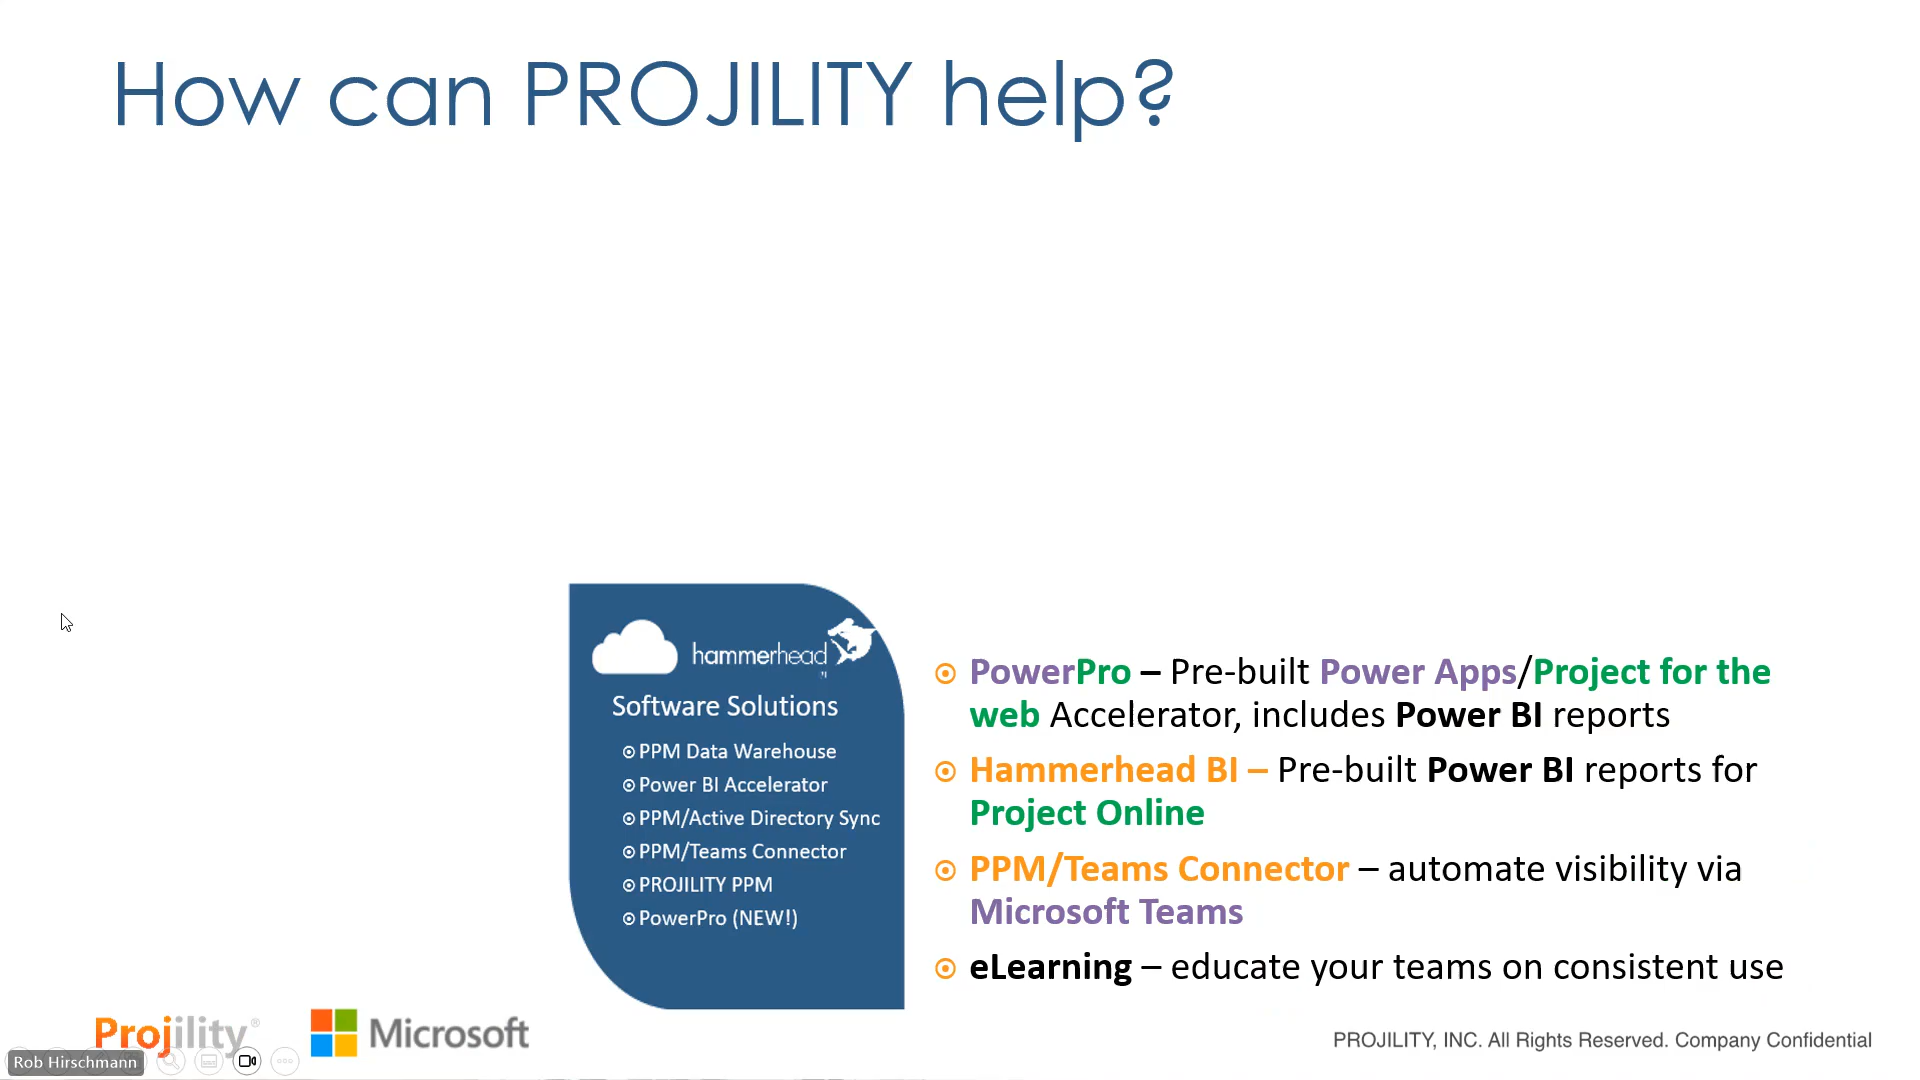 How can PROJILITY help?
hammerhead
Software Solutions
PPM Data Warehouse
Power BI Accelerator
PPM/Active Directory Sync
PPM/Teams Connector
PROJILITY PPM
PowerPro (NEW!)
PowerPro – Pre-built Power Apps/Project for the
web Accelerator, includes Power BI reports
Hammerhead BI – Pre-built Power BI reports for
Project Online
PPM/Teams Connector – automate visibility via
Microsoft Teams
eLearning – educate your teams on consistent use
Projility®
Microsoft
PROJILITY, INC. All Rights Reserved. Company Confidential
Rob Hirschmann